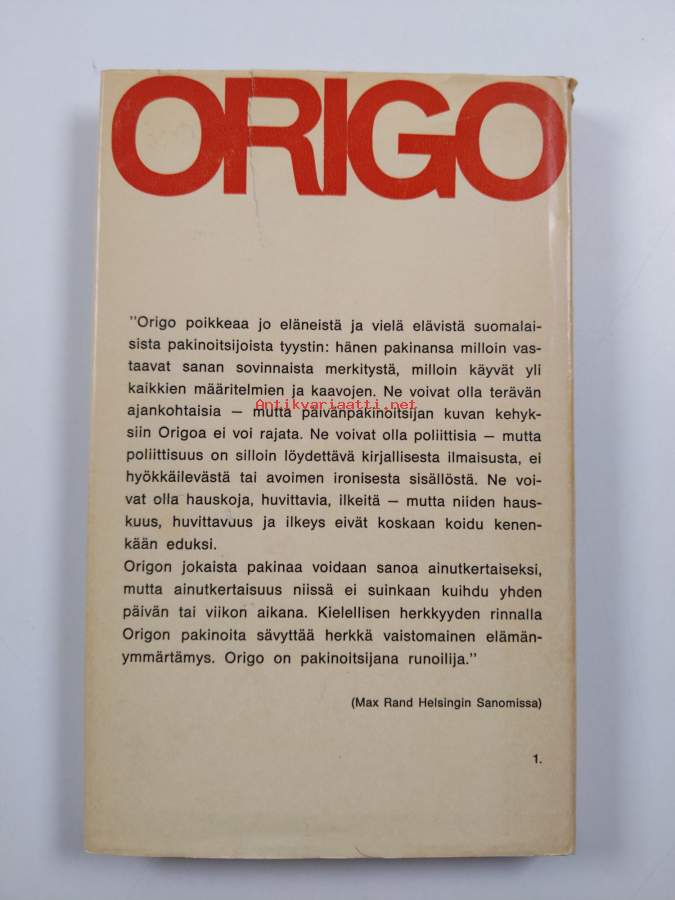 ORIGO
"Origo poikkeaa jo eläneistä ja vielä elävistä suomalai-
sista pakinoitsijoista tyystin: hänen pakinansa milloin vas-
taavat sanan sovinnaista merkitystä, milloin käyvät yli
kaikkien määritelmien ja kaavojen. Ne voivat olla terävän
Antikvariaatti.net
ajankohtaisia — mutta päivänpakinoitsijan kuvan kehyk-
siin Origoa ei voi rajata. Ne voivat olla poliittisia — mutta
poliittisuus on silloin löydettävä kirjallisesta ilmaisusta, ei
hyökkäilevästä tai avoimen ironisesta sisällöstä. Ne voi-
vat olla hauskoja, huvittavia, ilkeitä — mutta niiden haus-
kuus, huvittavuus ja ilkeys eivät koskaan koidu kenen-
kään eduksi.
Origon jokaista pakinaa voidaan sanoa ainutkertaiseksi,
mutta ainutkertaisuus niissä ei suinkaan kuihdu yhden
päivän tai viikon aikana. Kielellisen herkkyyden rinnalla
Origon pakinoita sävyttää herkkä vaistomainen elämän-
ymmärtämys. Origo on pakinoitsijana runoilija."
(Max Rand Helsingin Sanomissa)
1.